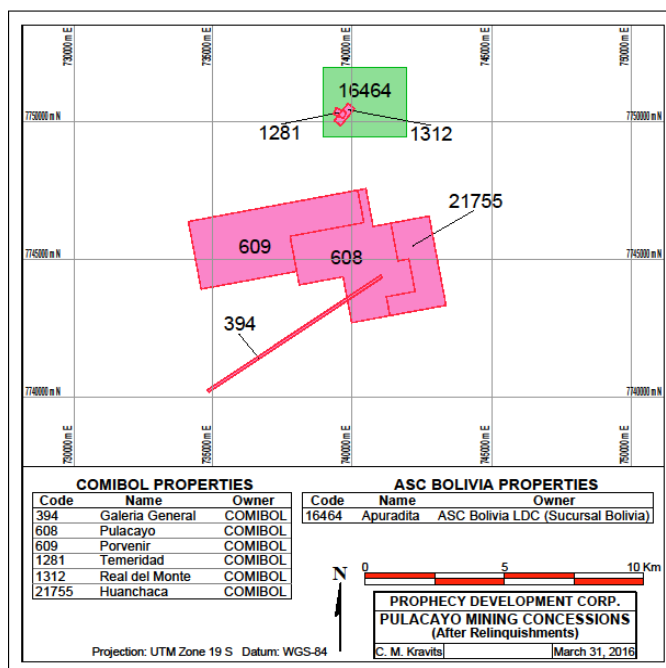 730000 m E
735000 m E
740000 m E
745000 m E
750000 m E
16464
7750000 m N
7750000 m N
1281
1312
21755
609
608
7745000 m N
7745000 m N
394
7740000 m N
7740000 m N
730000 m E
735000 m E
740000 m E
745000 m E
750000 m E
COMIBOL PROPERTIES
Code Name Owner
394 Galeria General COMIBOL
608 Pulacayo COMIBOL
609 Porvenir COMIBOL
1281 Temeridad COMIBOL
1312 Real del Monte COMIBOL
21755 Huanchaca COMIBOL
ASC BOLIVIA PROPERTIES
Code Name Owner
16464 Apuradita ASC Bolivia LDC (Sucursal Bolivia)
N
0 5 10 Km
PROPHECY DEVELOPMENT CORP.
PULACAYO MINING CONCESSIONS
(After Relinquishments)
C. M. Kravits March 31, 2016
Projection: UTM Zone 19 S Datum: WGS-84